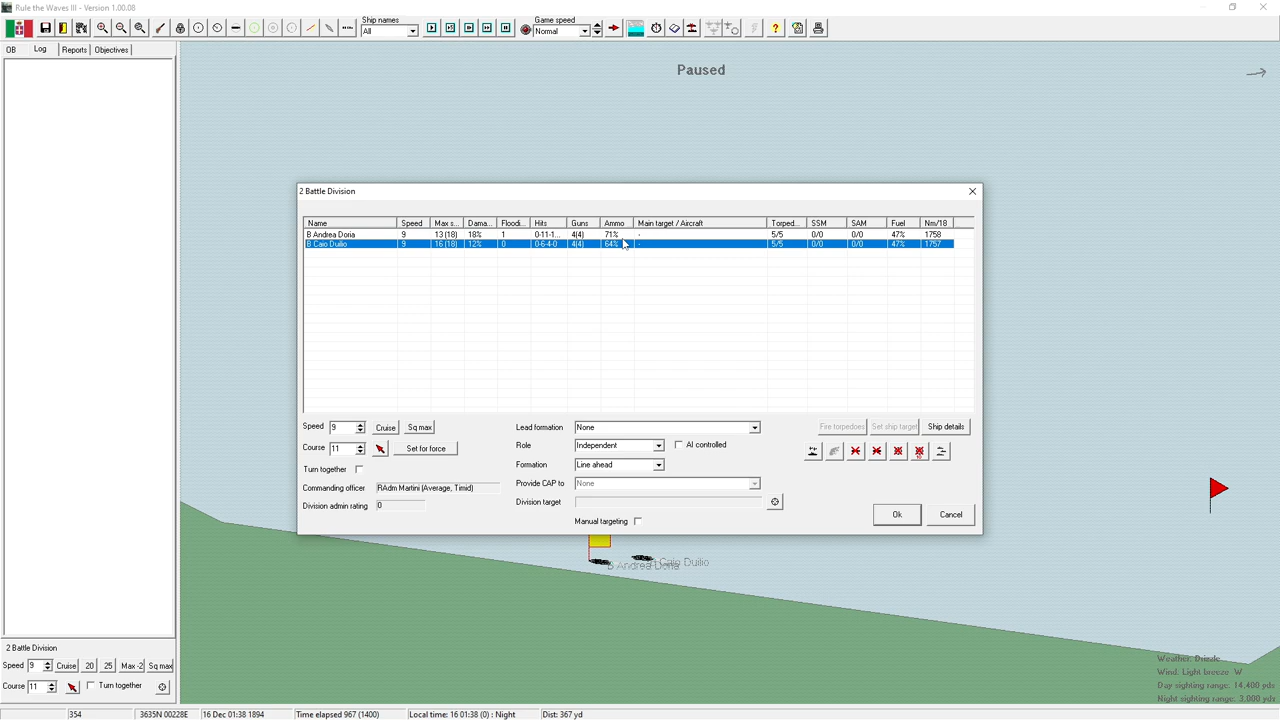 Rule the Waves III - Version 1.00.08
Ship names
All
Game speed
Normal
OB Log Reports Objectives
Paused
2 Battle Division
Name Speed Max s... Dama... Floodi... Hits Guns Ammo Main target / Aircraft Torped... SSM SAM Fuel Nm/18
B Andrea Doria 9 13 (18) 18% 1 0-11-1... 4(4) 71% - 5/5 0/0 0/0 47% 1758
B Caio Duilio 9 16 (18) 12% 0 0-6-4-0 4(4) 64% - 5/5 0/0 0/0 47% 1757
Speed 9 Cruise Sq max
Course 11 Set for force
Turn together
Commanding officer RAdm Martini (Average, Timid)
Division admin rating 0
Lead formation None
Role Independent AI controlled
Formation Line ahead
Provide CAP to None
Division target
Manual targeting
Fire torpedoes Set ship target Ship details
Ok Cancel
B Andrea Doria
B Caio Duilio
Weather: Drizzle
Wind: Light breeze W
Day sighting range: 14,400 yds
Night sighting range: 3,000 yds
2 Battle Division
Speed 9 Cruise 20 25 Max -2 Sq max
Course 11 Turn together
354 3635N 00228E 16 Dec 01:38 1894 Time elapsed 967 (1400) Local time: 16 01:38 (0) : Night Dist: 367 yd